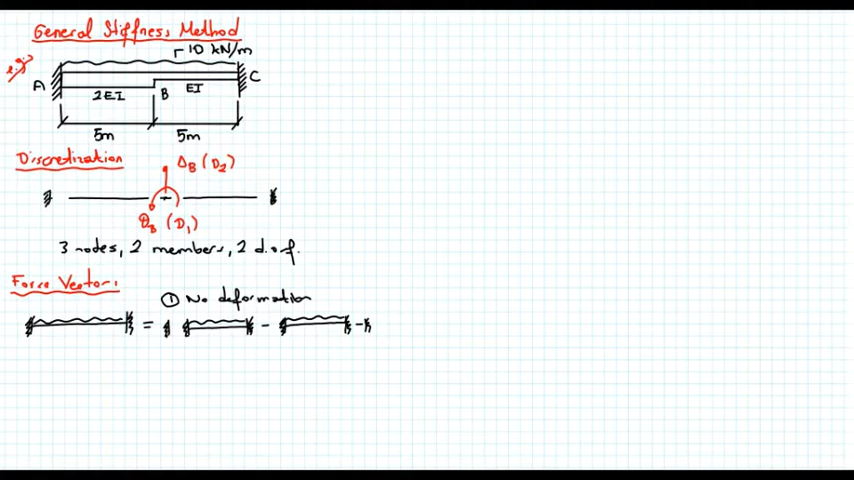 General Stiffness Method
e.g.
10 kN/m
A
C
2EI
B
EI
5m
5m
Discretization
ΔB (D2)
θB (D1)
3 nodes, 2 members, 2 d.o.f.
Force Vector:
① No deformation
= - -